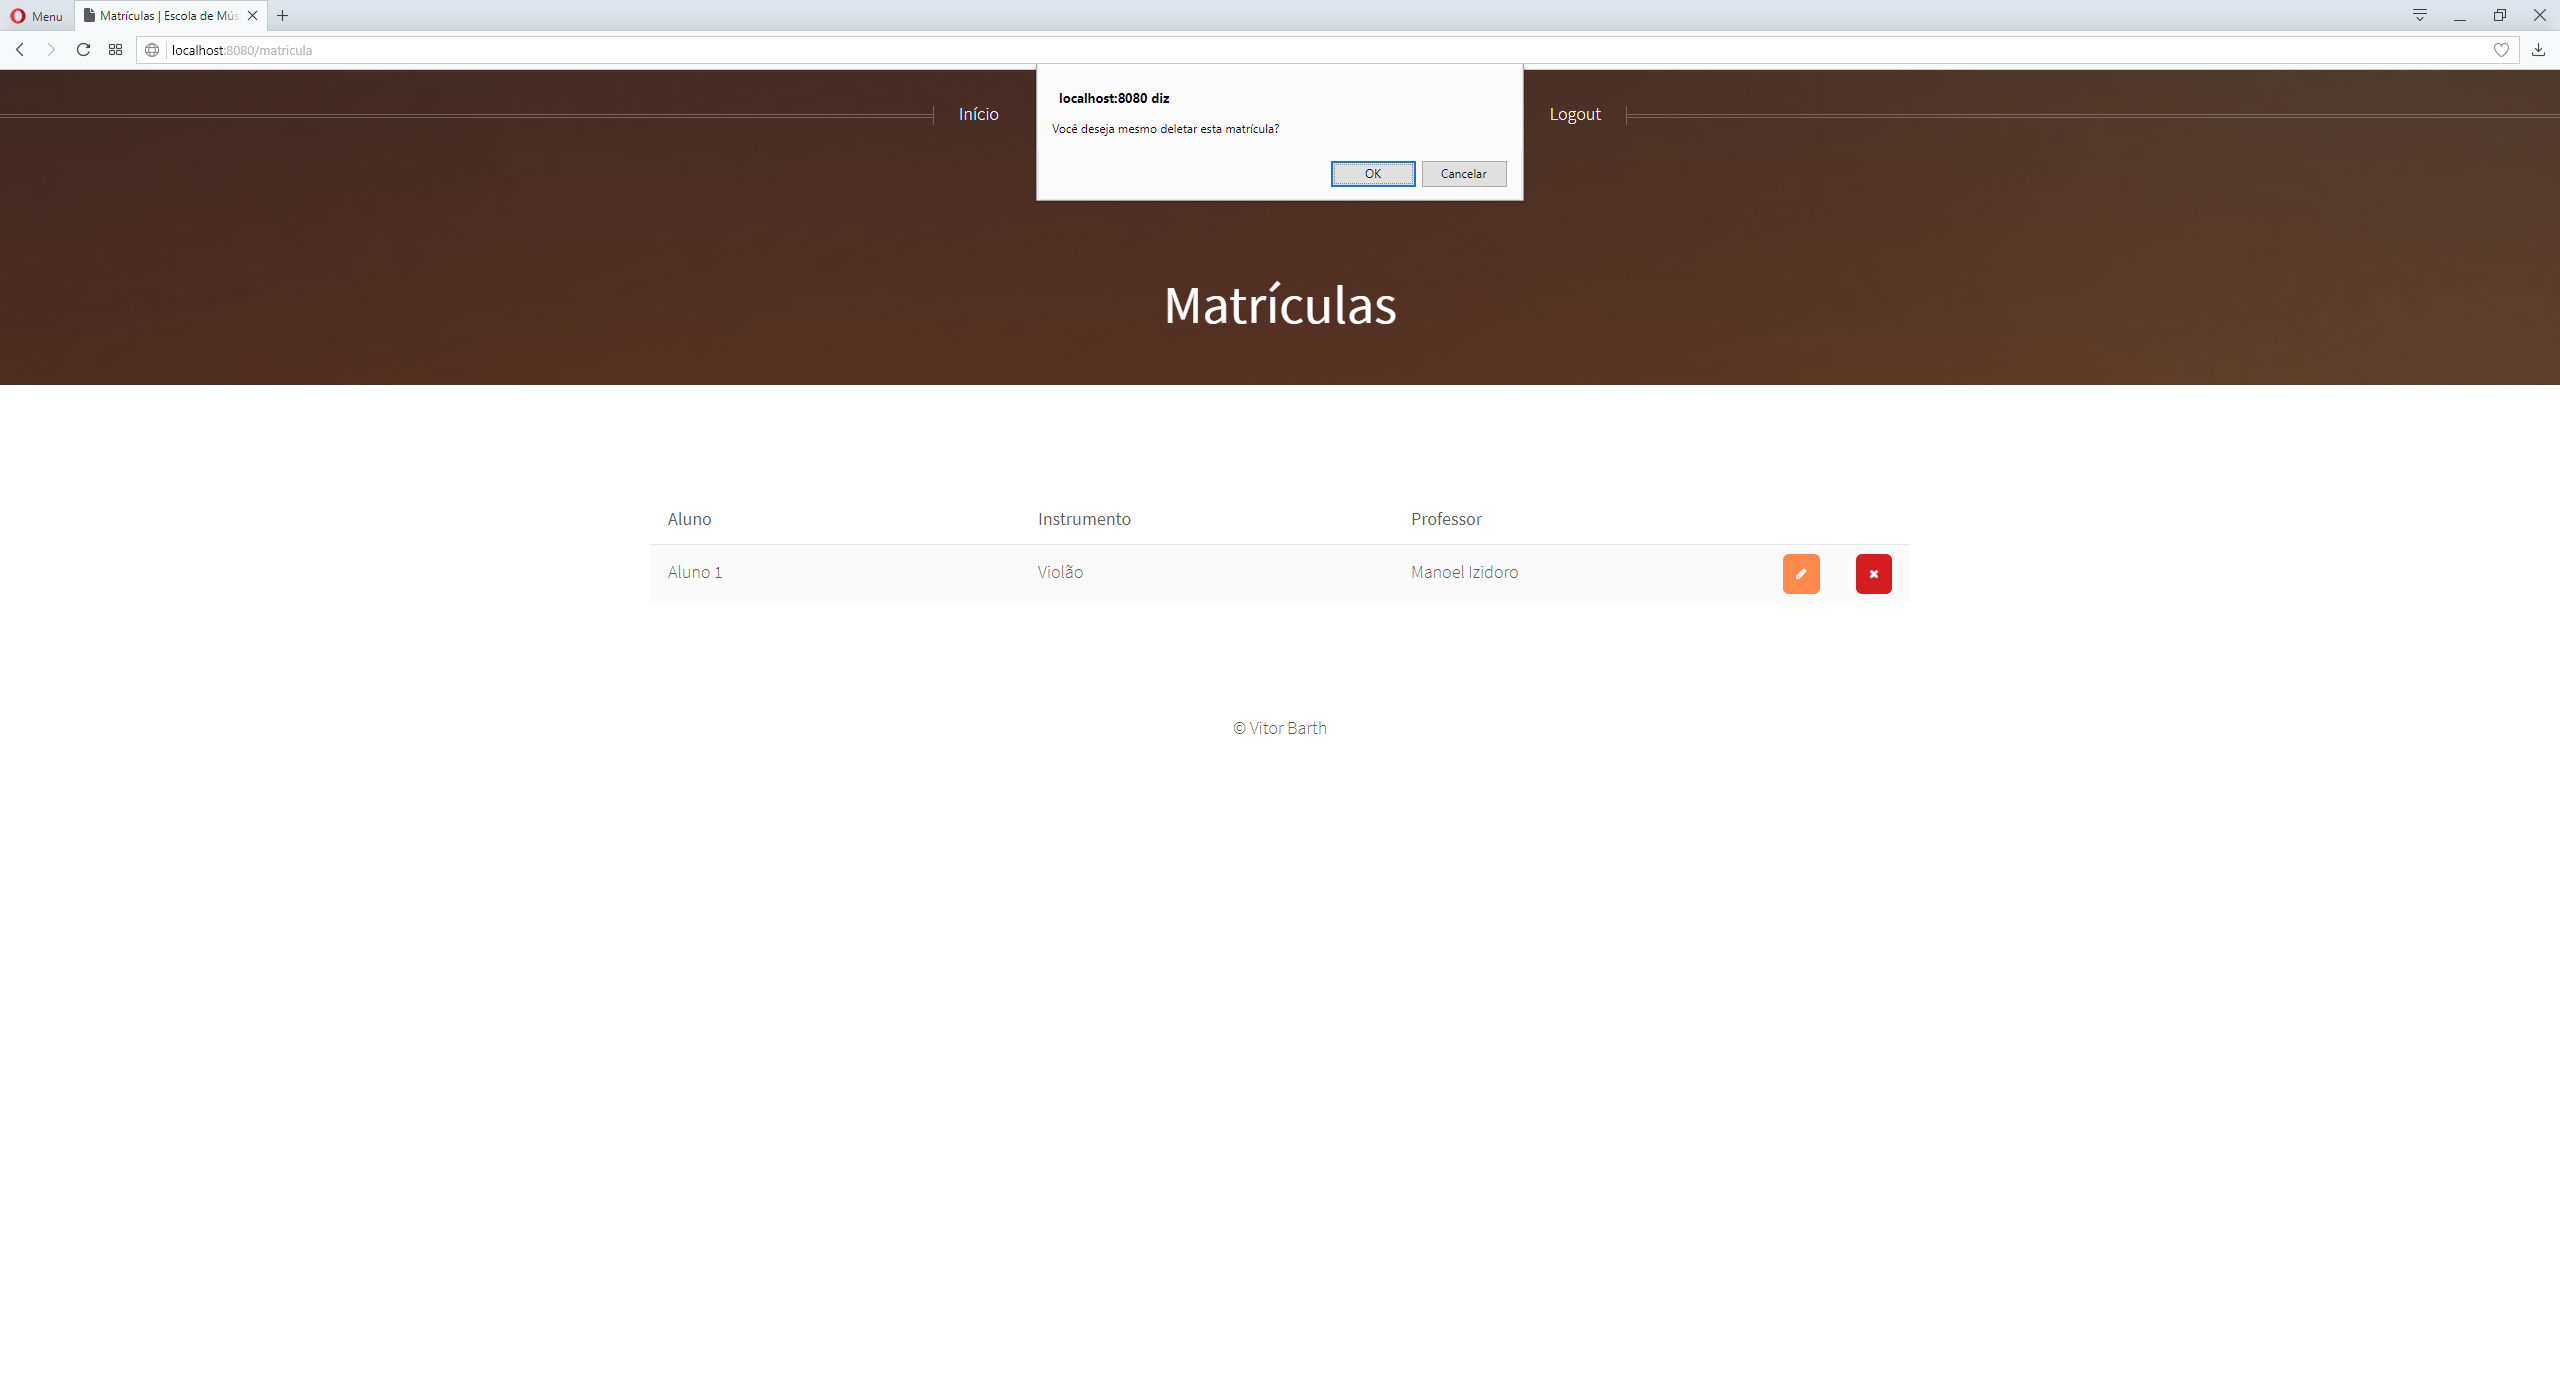 Menu
Matrículas | Escola de Mús
localhost:8080/matricula
localhost:8080 diz
Você deseja mesmo deletar esta matrícula?
OK
Cancelar
Início
Logout
Matrículas
Aluno Instrumento Professor
Aluno 1 Violão Manoel Izidoro
© Vitor Barth